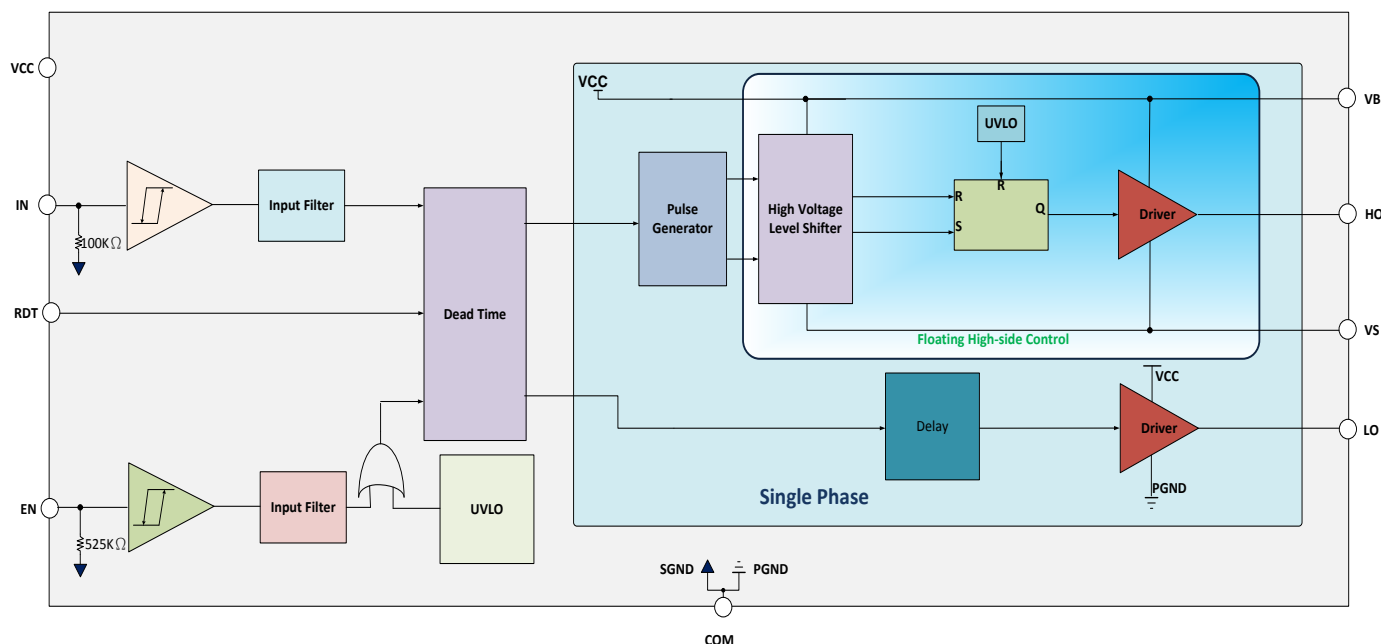 VCC
VCC
VB
UVLO
IN
100KΩ
Input Filter
Pulse
Generator
High Voltage
Level Shifter
R
R
S
Q
Driver
HO
RDT
Dead Time
Floating High-side Control
VS
VCC
Delay
Driver
LO
PGND
EN
525KΩ
Input Filter
UVLO
Single Phase
SGND
PGND
COM